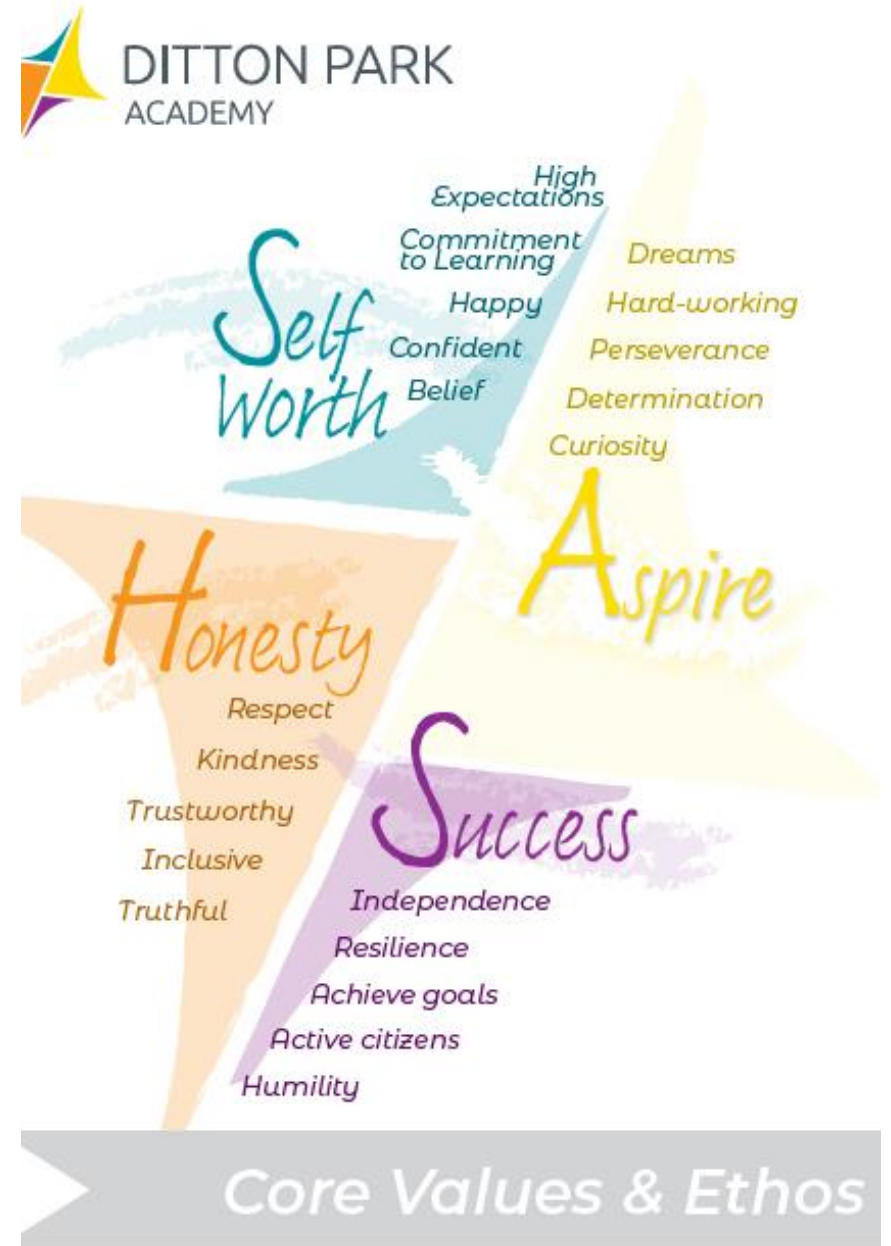 DITTON PARK
ACADEMY
High
Expectations
Commitment
to Learning
Happy
Confident
Belief
Self
Worth
Dreams
Hard-working
Perseverance
Determination
Curiosity
Aspire
Honesty
Respect
Kindness
Trustworthy
Inclusive
Truthful
Success
Independence
Resilience
Achieve goals
Active citizens
Humility
Core Values & Ethos